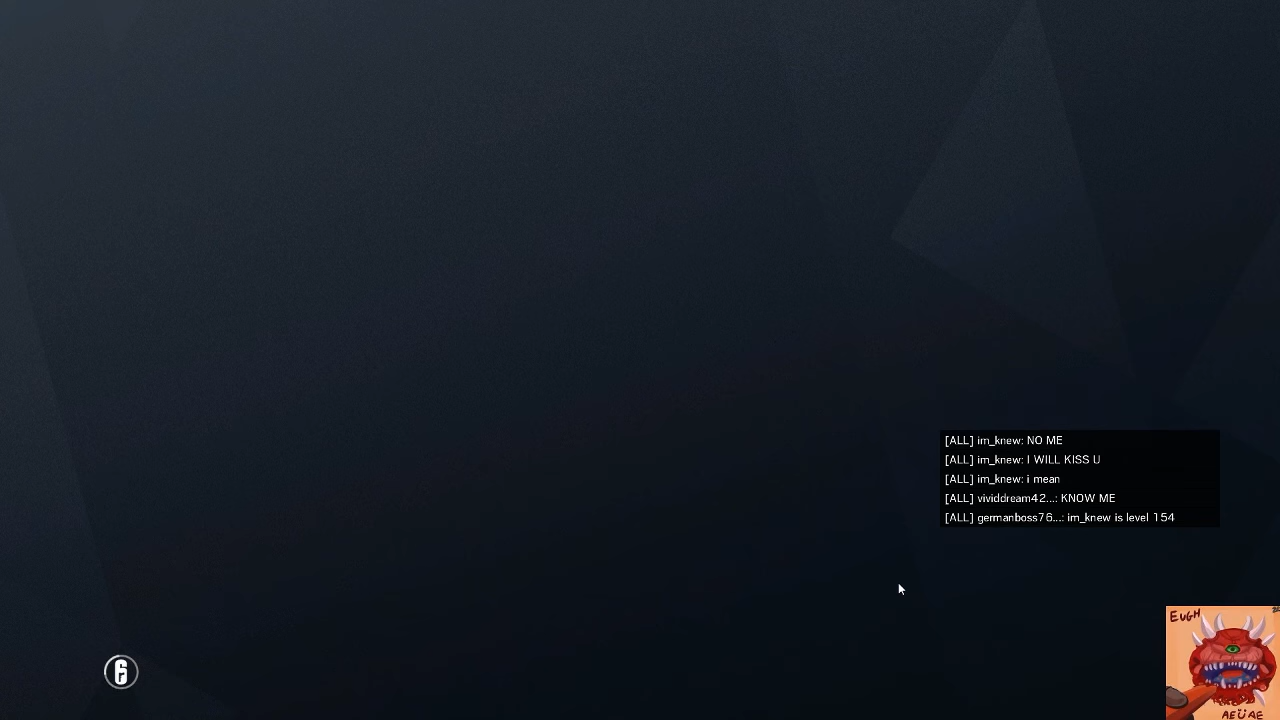 [ALL] im_knew: NO ME
[ALL] im_knew: I WILL KISS U
[ALL] im_knew: i mean
[ALL] vividdream42...: KNOW ME
[ALL] germanboss76...: im_knew is level 154
EUGH
AEÜAE
6